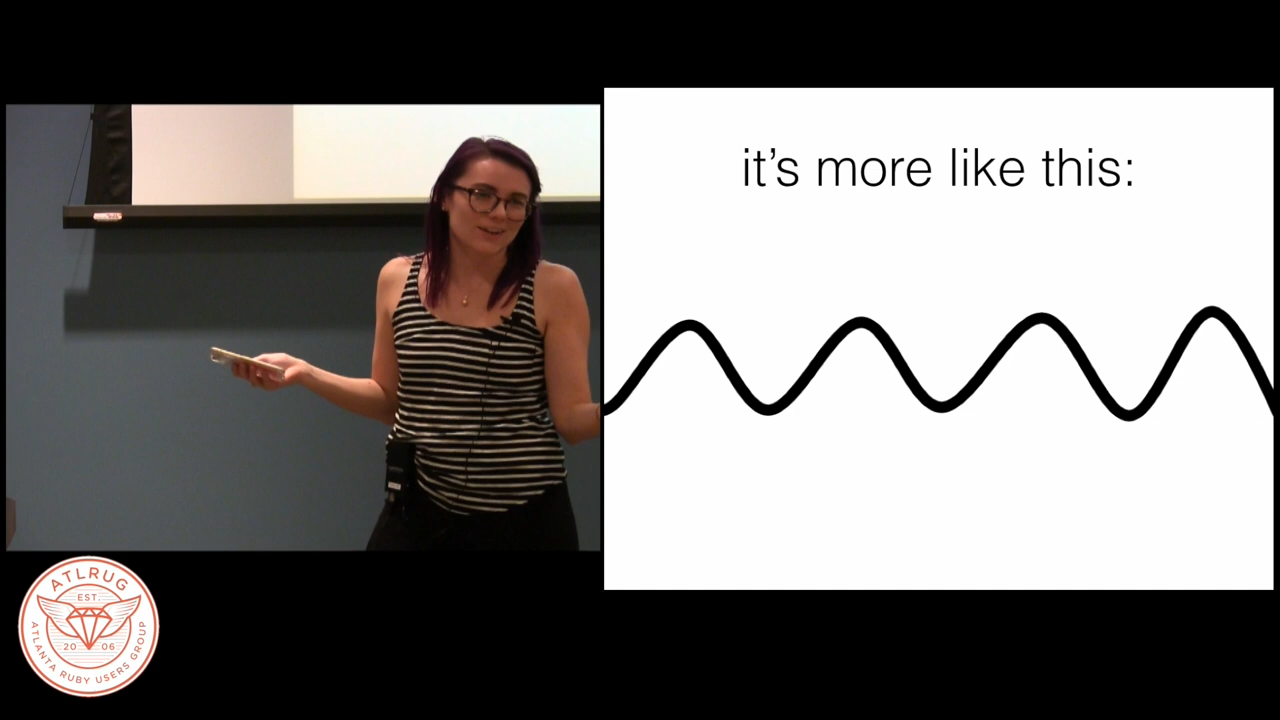 it's more like this:
ATLRUG
EST.
20 06
ATLANTA RUBY USERS GROUP